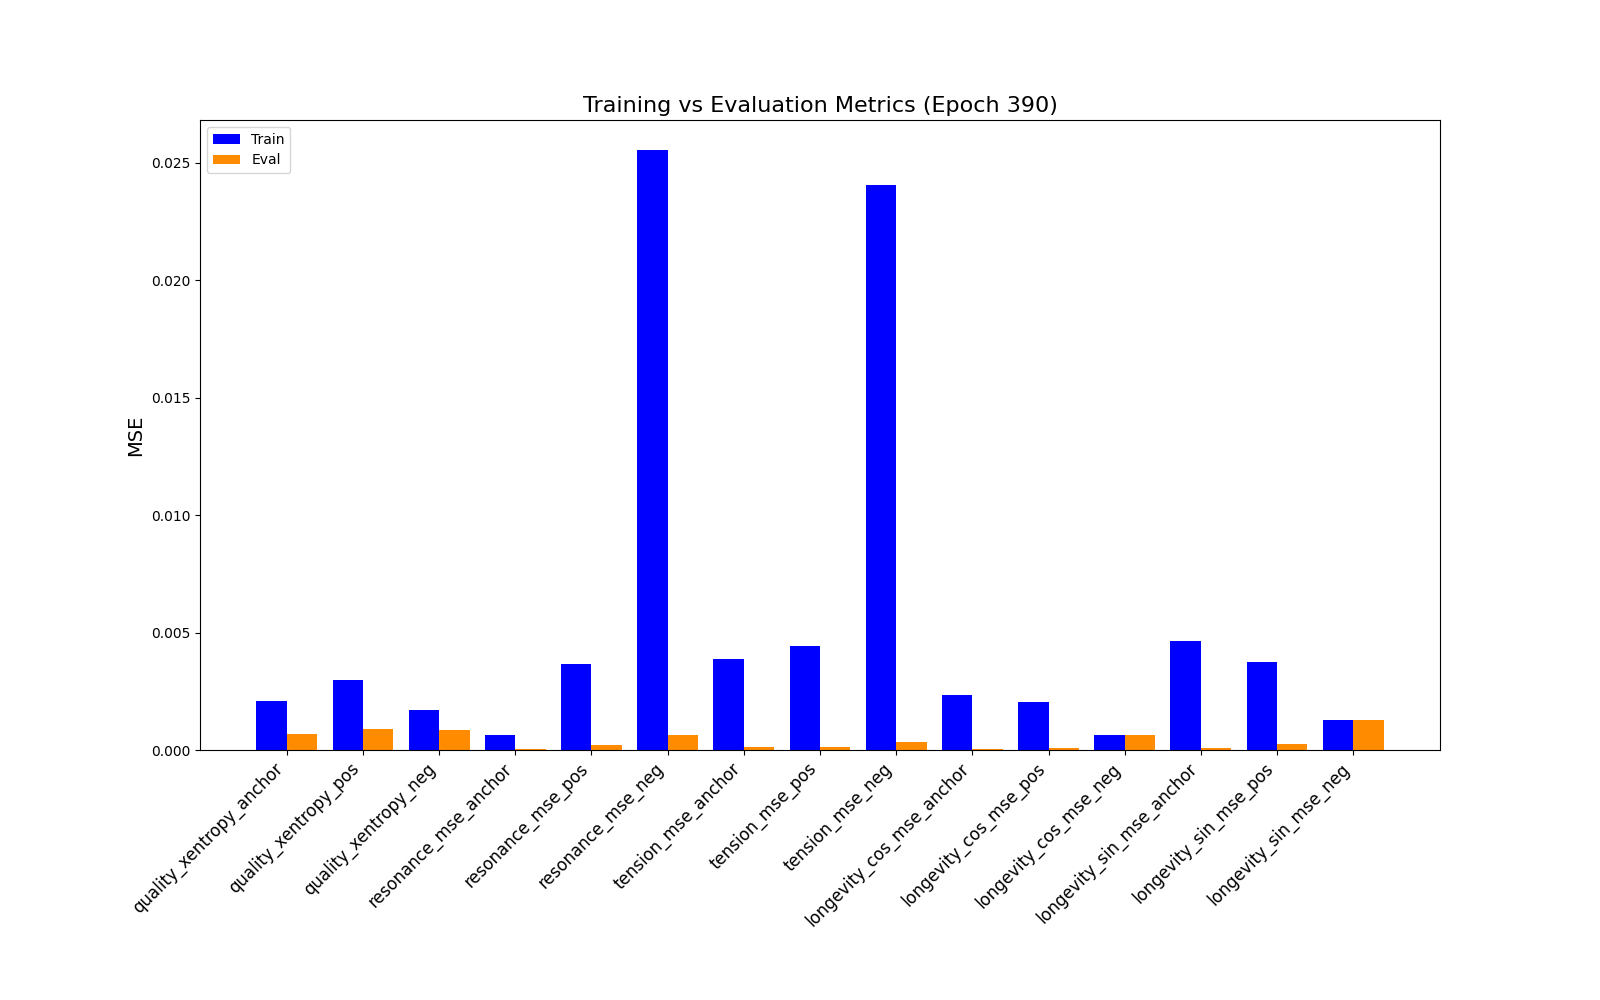 Training vs Evaluation Metrics (Epoch 390)
Train
Eval
MSE
0.025
0.020
0.015
0.010
0.005
0.000
quality_xentropy_anchor
quality_xentropy_pos
quality_xentropy_neg
resonance_mse_anchor
resonance_mse_pos
resonance_mse_neg
tension_mse_anchor
tension_mse_pos
tension_mse_neg
longevity_cos_mse_anchor
longevity_cos_mse_pos
longevity_cos_mse_neg
longevity_sin_mse_anchor
longevity_sin_mse_pos
longevity_sin_mse_neg